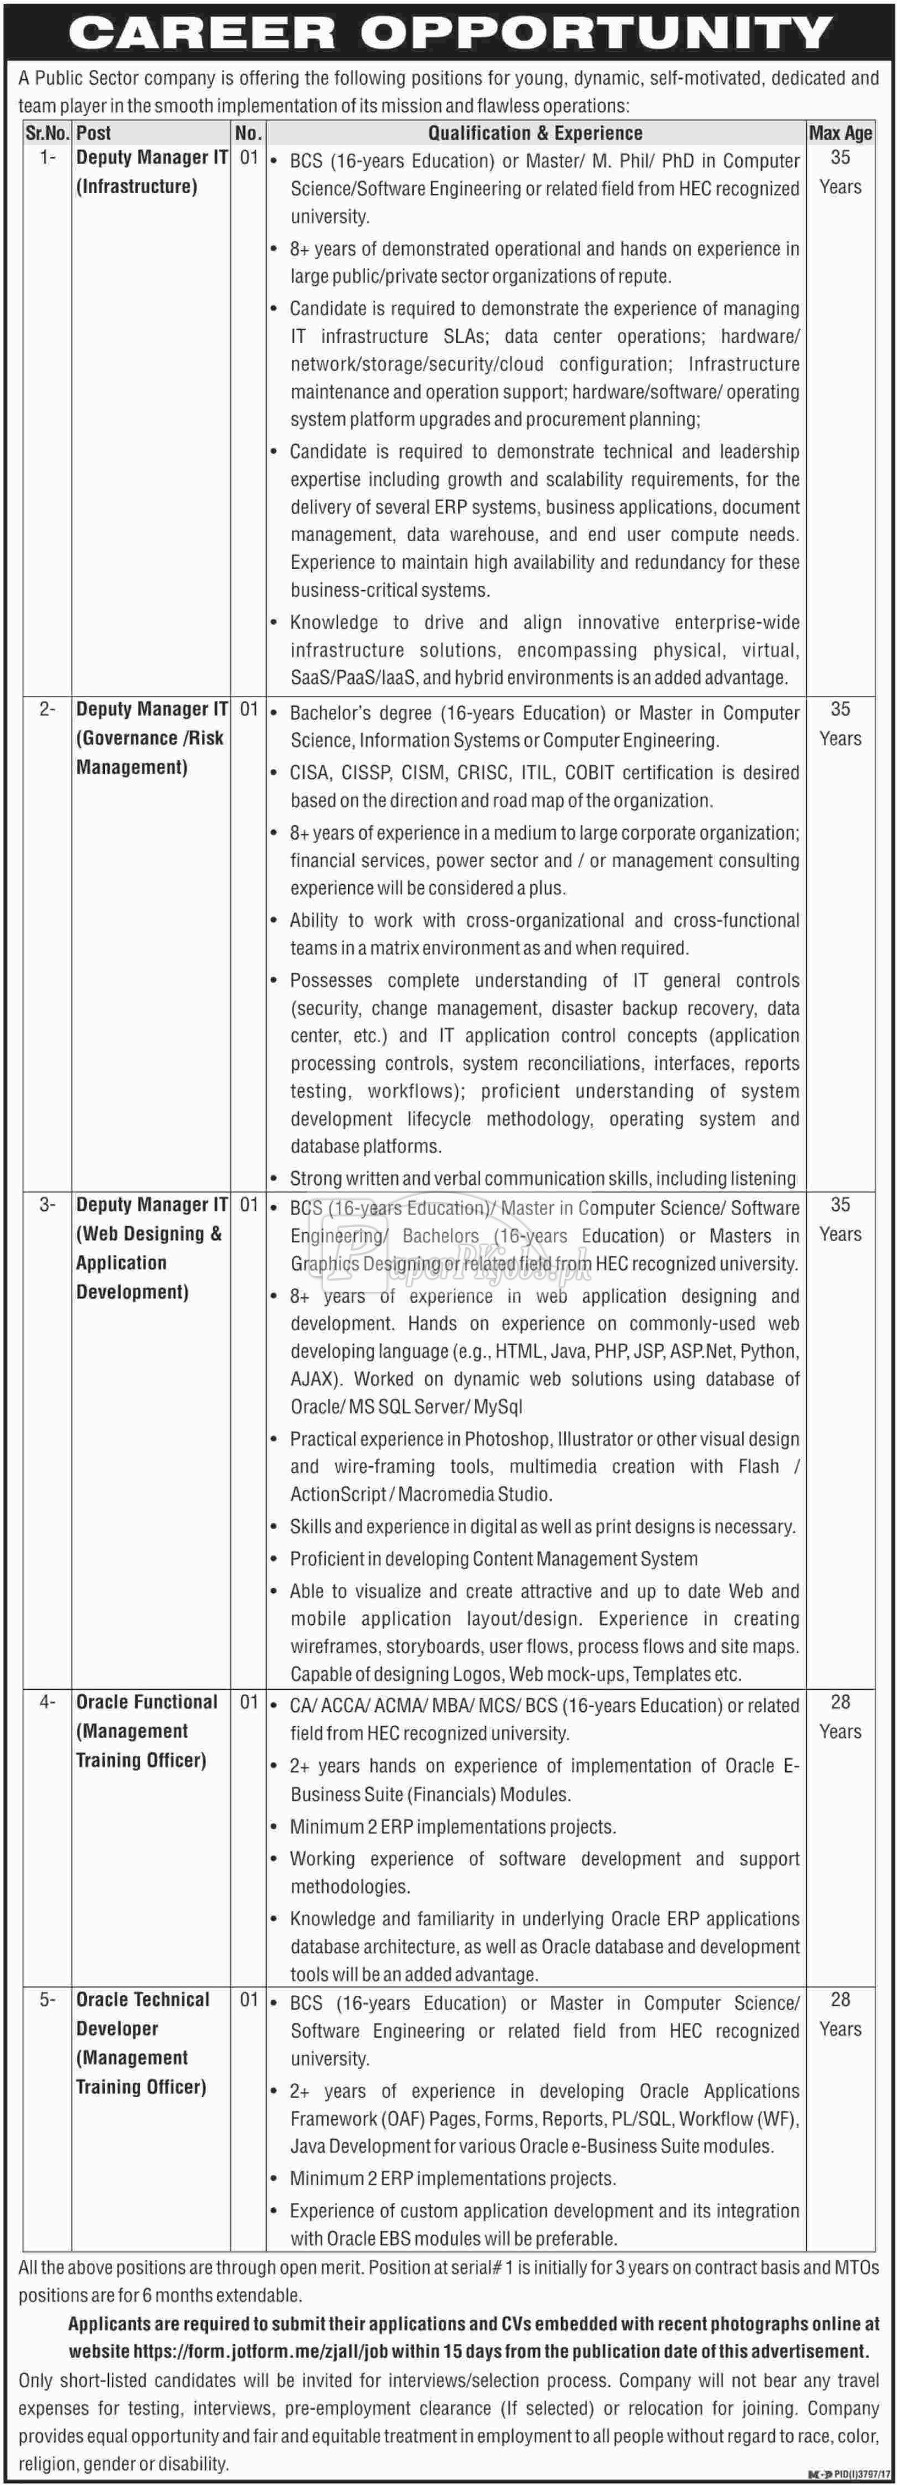 CAREER OPPORTUNITY
A Public Sector company is offering the following positions for young, dynamic, self-motivated, dedicated and
team player in the smooth implementation of its mission and flawless operations:
Sr.No. Post No. Qualification & Experience Max Age
1- Deputy Manager IT (Infrastructure) 01
• BCS (16-years Education) or Master/ M. Phil/ PhD in Computer
Science/Software Engineering or related field from HEC recognized
university.
• 8+ years of demonstrated operational and hands on experience in
large public/private sector organizations of repute.
• Candidate is required to demonstrate the experience of managing
IT infrastructure SLAs; data center operations; hardware/
network/storage/security/cloud configuration; Infrastructure
maintenance and operation support; hardware/software/ operating
system platform upgrades and procurement planning;
• Candidate is required to demonstrate technical and leadership
expertise including growth and scalability requirements, for the
delivery of several ERP systems, business applications, document
management, data warehouse, and end user compute needs.
Experience to maintain high availability and redundancy for these
business-critical systems.
• Knowledge to drive and align innovative enterprise-wide
infrastructure solutions, encompassing physical, virtual,
SaaS/PaaS/IaaS, and hybrid environments is an added advantage.
35 Years
2- Deputy Manager IT (Governance /Risk Management) 01
• Bachelor's degree (16-years Education) or Master in Computer
Science, Information Systems or Computer Engineering.
• CISA, CISSP, CISM, CRISC, ITIL, COBIT certification is desired
based on the direction and road map of the organization.
• 8+ years of experience in a medium to large corporate organization;
financial services, power sector and / or management consulting
experience will be considered a plus.
• Ability to work with cross-organizational and cross-functional
teams in a matrix environment as and when required.
• Possesses complete understanding of IT general controls
(security, change management, disaster backup recovery, data
center, etc.) and IT application control concepts (application
processing controls, system reconciliations, interfaces, reports
testing, workflows); proficient understanding of system
development lifecycle methodology, operating system and
database platforms.
• Strong written and verbal communication skills, including listening
35 Years
3- Deputy Manager IT (Web Designing & Application Development) 01
• BCS (16-years Education)/ Master in Computer Science/ Software
Engineering/ Bachelors (16-years Education) or Masters in
Graphics Designing or related field from HEC recognized university.
• 8+ years of experience in web application designing and
development. Hands on experience on commonly-used web
developing language (e.g., HTML, Java, PHP, JSP, ASP.Net, Python,
AJAX). Worked on dynamic web solutions using database of
Oracle/ MS SQL Server/ MySql
• Practical experience in Photoshop, Illustrator or other visual design
and wire-framing tools, multimedia creation with Flash /
ActionScript / Macromedia Studio.
• Skills and experience in digital as well as print designs is necessary.
• Proficient in developing Content Management System
• Able to visualize and create attractive and up to date Web and
mobile application layout/design. Experience in creating
wireframes, storyboards, user flows, process flows and site maps.
Capable of designing Logos, Web mock-ups, Templates etc.
35 Years
PaperPKjobs.pk
4- Oracle Functional (Management Training Officer) 01
• CA/ ACCA/ ACMA/ MBA/ MCS/ BCS (16-years Education) or related
field from HEC recognized university.
• 2+ years hands on experience of implementation of Oracle E-
Business Suite (Financials) Modules.
• Minimum 2 ERP implementations projects.
• Working experience of software development and support
methodologies.
• Knowledge and familiarity in underlying Oracle ERP applications
database architecture, as well as Oracle database and development
tools will be an added advantage.
28 Years
5- Oracle Technical Developer (Management Training Officer) 01
• BCS (16-years Education) or Master in Computer Science/
Software Engineering or related field from HEC recognized
university.
• 2+ years of experience in developing Oracle Applications
Framework (OAF) Pages, Forms, Reports, PL/SQL, Workflow (WF),
Java Development for various Oracle e-Business Suite modules.
• Minimum 2 ERP implementations projects.
• Experience of custom application development and its integration
with Oracle EBS modules will be preferable.
28 Years
All the above positions are through open merit. Position at serial# 1 is initially for 3 years on contract basis and MTOs
positions are for 6 months extendable.
Applicants are required to submit their applications and CVs embedded with recent photographs online at
website https://form.jotform.me/zjall/job within 15 days from the publication date of this advertisement.
Only short-listed candidates will be invited for interviews/selection process. Company will not bear any travel
expenses for testing, interviews, pre-employment clearance (If selected) or relocation for joining. Company
provides equal opportunity and fair and equitable treatment in employment to all people without regard to race, color,
religion, gender or disability.
PID(I)3797/17